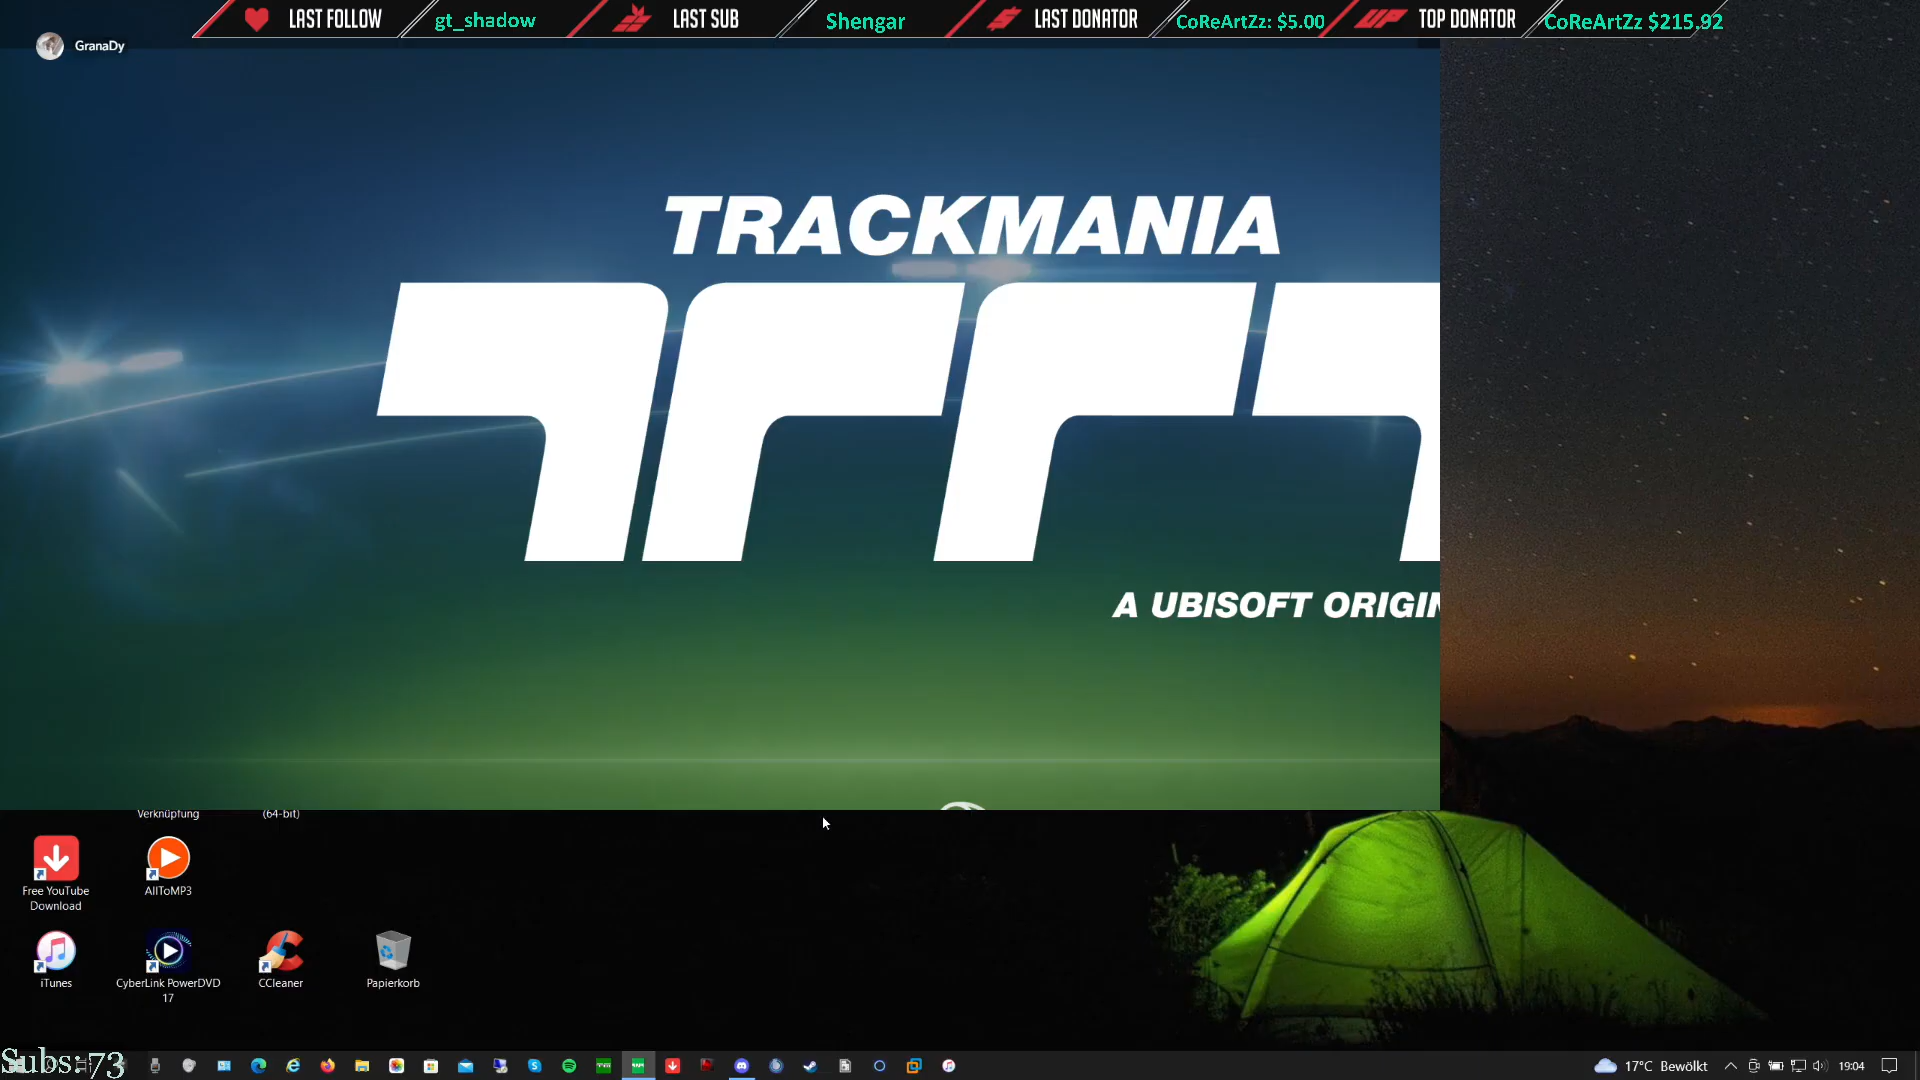 LAST FOLLOW gt_shadow LAST SUB Shengar LAST DONATOR CoReArtZz: $5.00 TOP DONATOR CoReArtZz $215.92
GranaDy
TRACKMANIA
A UBISOFT ORIGIN
Verknüpfung
(64-bit)
Free YouTube
Download
AllToMP3
iTunes
CyberLink PowerDVD
17
CCleaner
Papierkorb
Subs:73
17°C Bewölkt
19:04